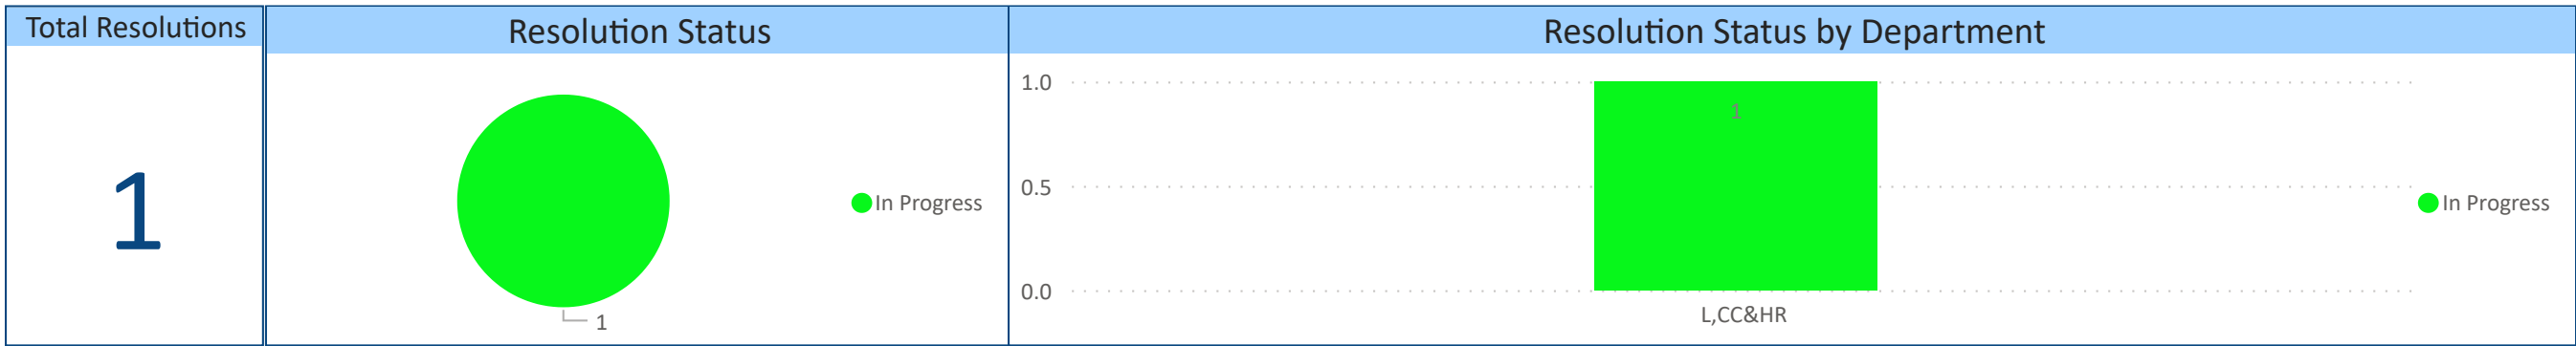 Total Resolutions
1
Resolution Status
1
In Progress
Resolution Status by Department
1.0
0.5
0.0
1
L,CC&HR
In Progress